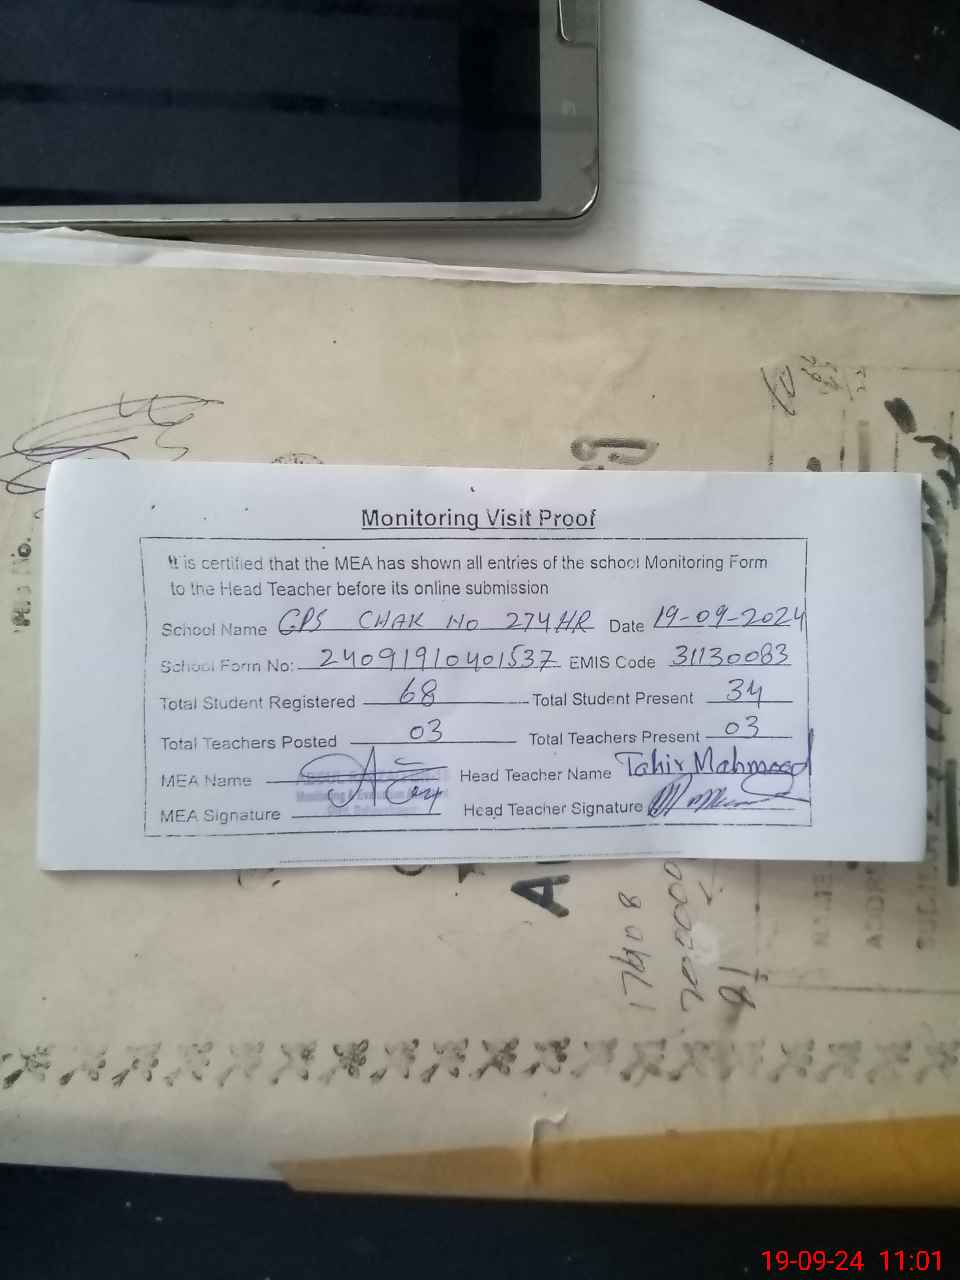 Monitoring Visit Proof
It is certified that the MEA has shown all entries of the school Monitoring Form
to the Head Teacher before its online submission
School Name GPS CHAK No 274HR Date 19-09-2024
School Form No: 24091910401537 EMIS Code 31130083
Total Student Registered 68 Total Student Present 34
Total Teachers Posted 03 Total Teachers Present 03
MEA Name Head Teacher Name Tahir Mahmood
MEA Signature Head Teacher Signature
17408
19-09-24 11:01